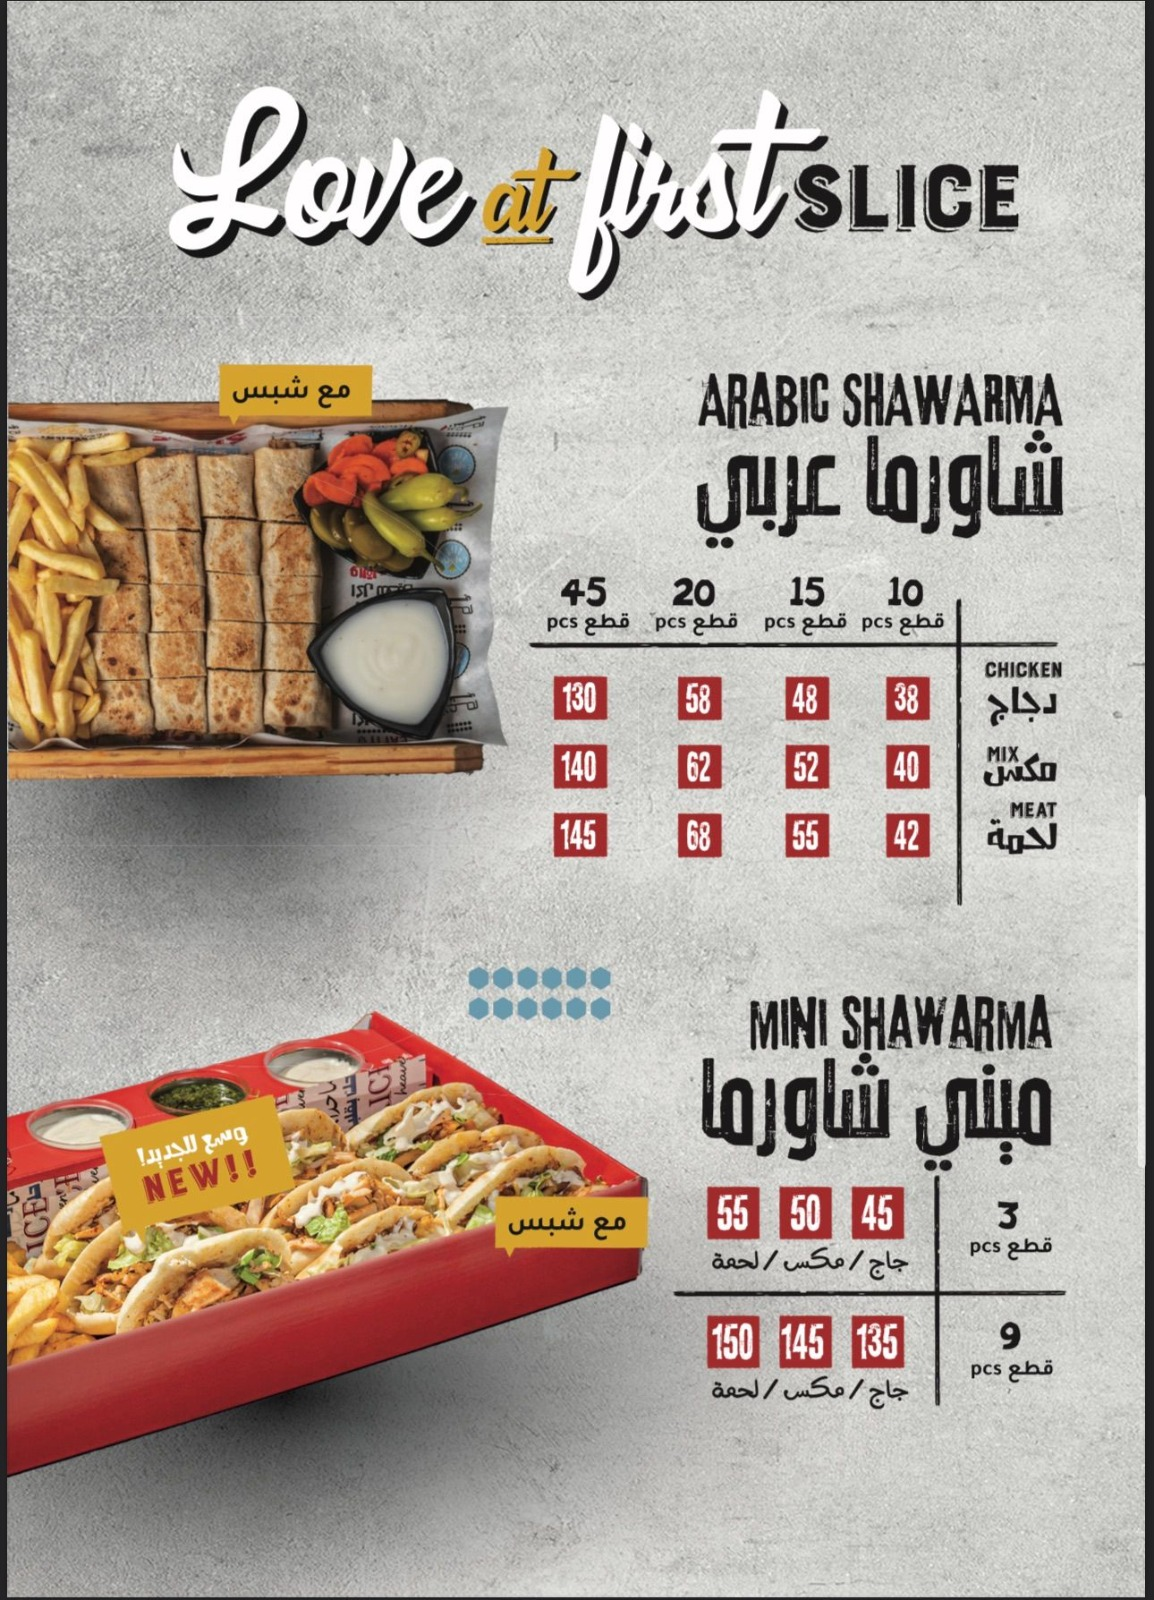 Love at first SLICE
مع شبس
ARABIC SHAWARMA
شاورما عربي
45 20 15 10
قطع pcs قطع pcs قطع pcs قطع pcs
CHICKEN
130 58 48 38 دجاج
MIX
140 62 52 40 مكس
MEAT
145 68 55 42 لحمة
MINI SHAWARMA
ميني شاورما
وسع للجديد!
NEW!!
مع شبس
55 50 45 3
جاج / مكس / لحمة قطع pcs
150 145 135 9
جاج / مكس / لحمة قطع pcs